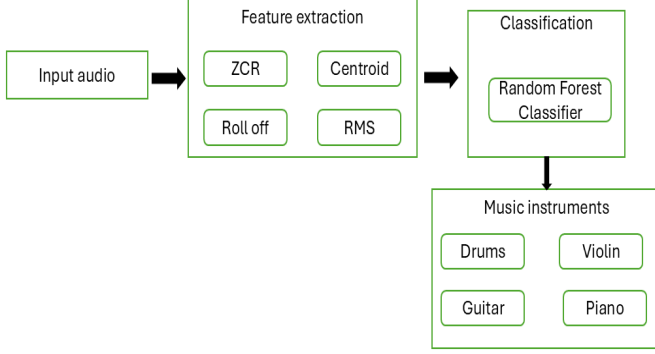 Input audio
Feature extraction
ZCR
Centroid
Roll off
RMS
Classification
Random Forest
Classifier
Music instruments
Drums
Violin
Guitar
Piano